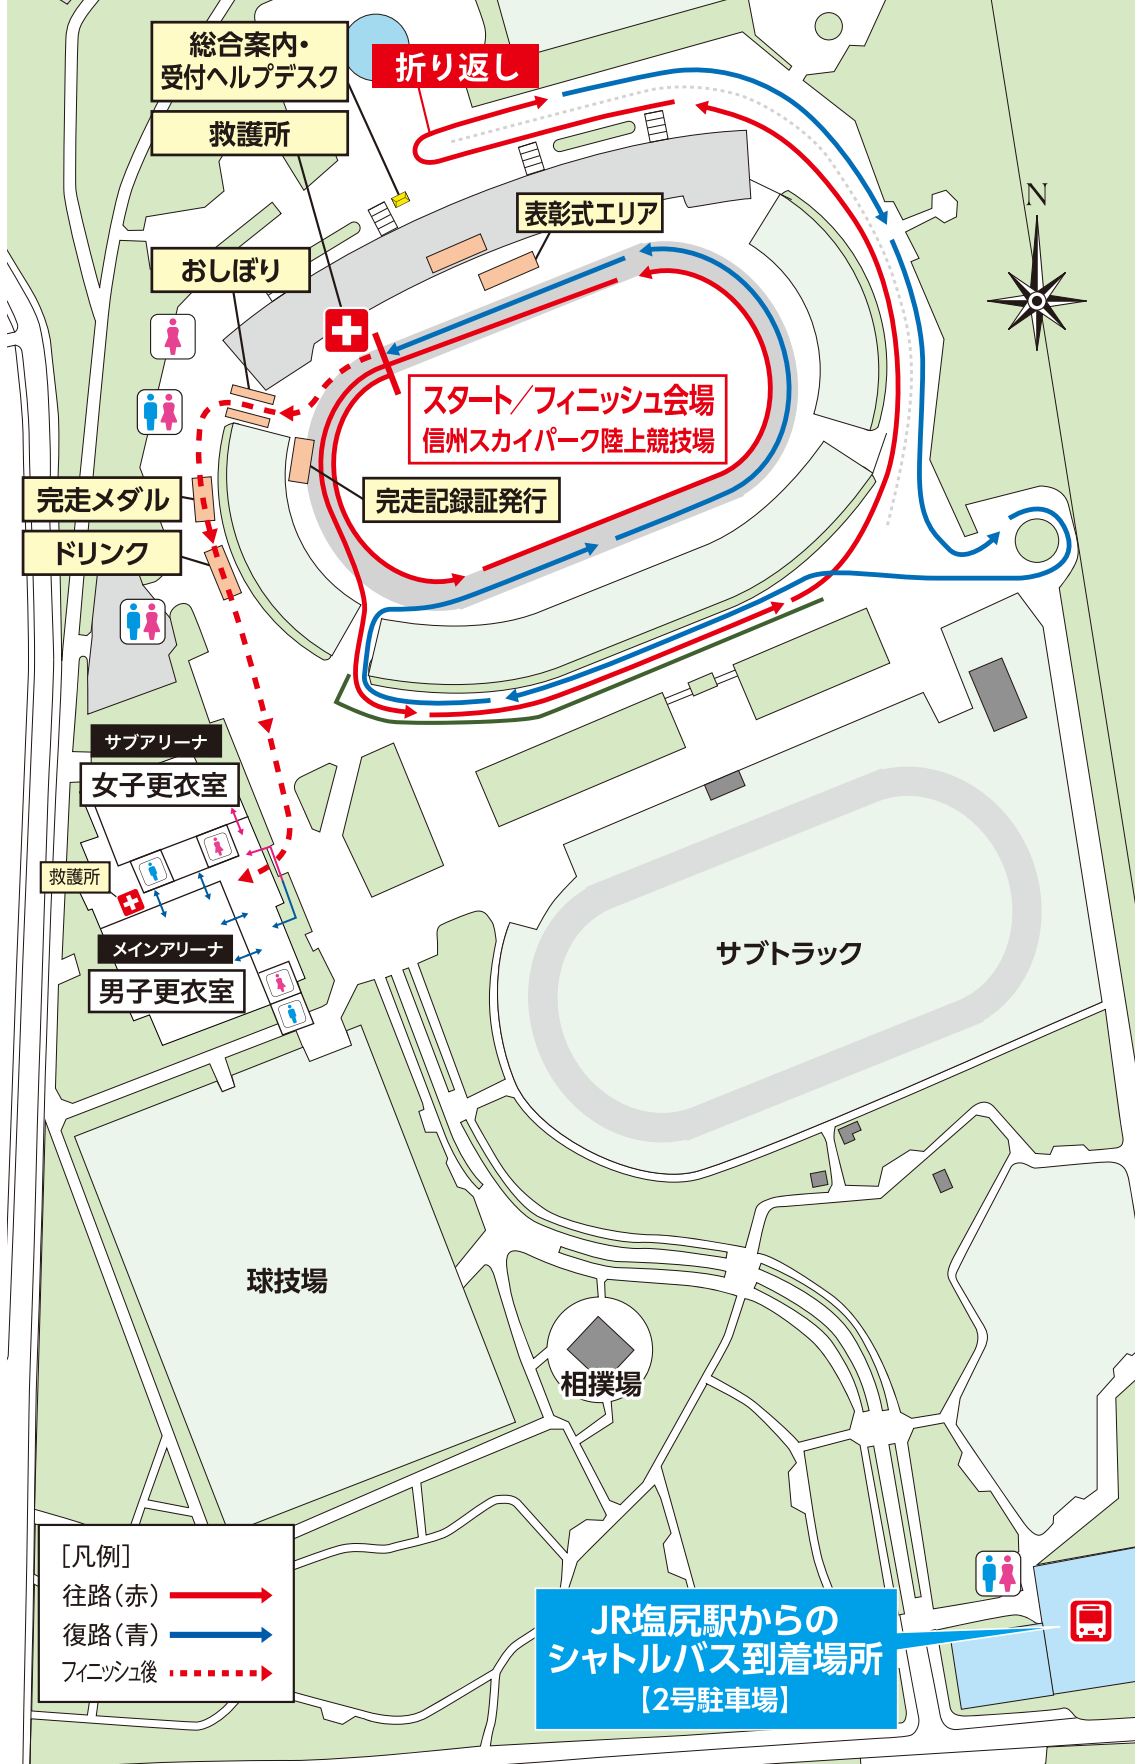 総合案内・
受付ヘルプデスク
折り返し
救護所
N
表彰式エリア
おしぼり
スタート／フィニッシュ会場
信州スカイパーク陸上競技場
完走メダル
完走記録証発行
ドリンク
サブアリーナ
女子更衣室
救護所
メインアリーナ
男子更衣室
サブトラック
球技場
相撲場
［凡例］
往路（赤）
復路（青）
フィニッシュ後
JR塩尻駅からの
シャトルバス到着場所
【2号駐車場】